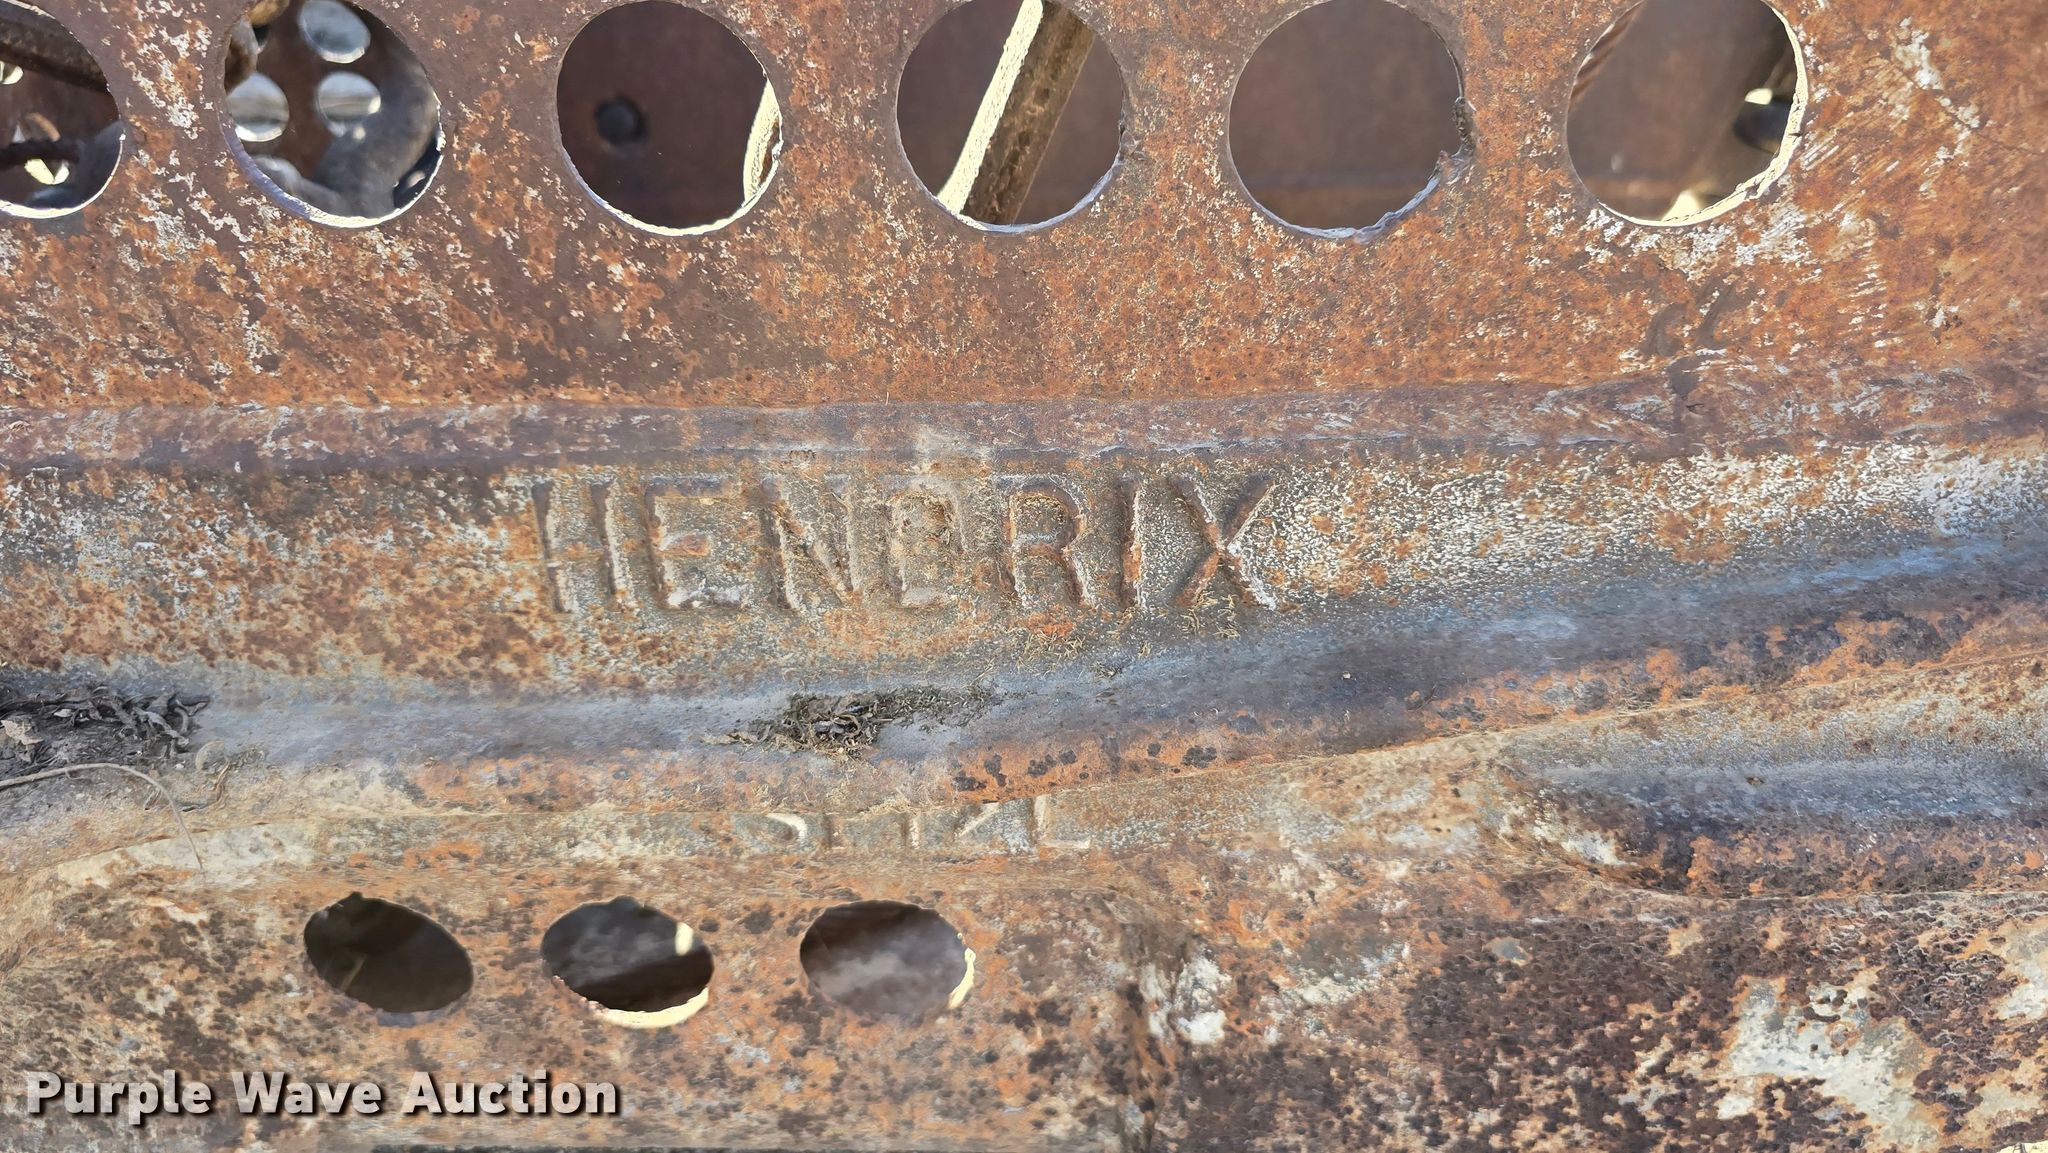 HENDRIX
Purple Wave Auction